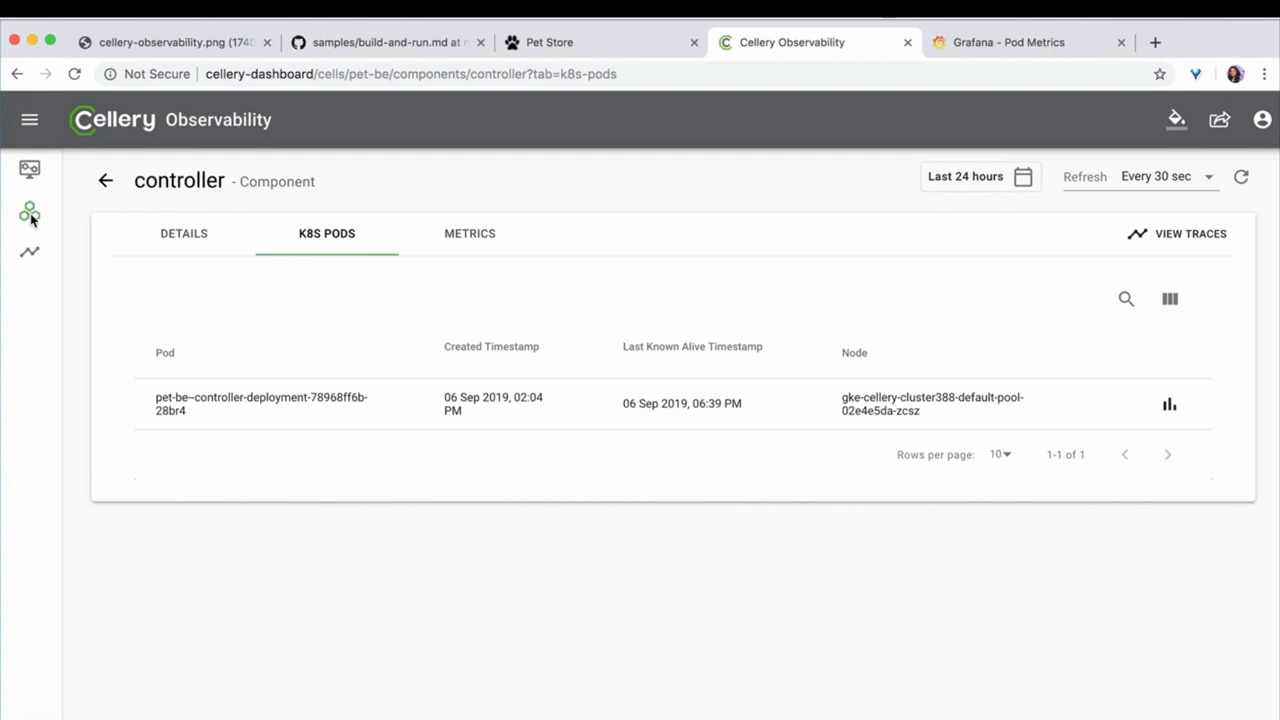 cellery-observability.png (1740
samples/build-and-run.md at r
Pet Store
Cellery Observability
Grafana - Pod Metrics
Not Secure
cellery-dashboard/cells/pet-be/components/controller?tab=k8s-pods
Cellery Observability
controller - Component
Last 24 hours
Refresh Every 30 sec
DETAILS
K8S PODS
METRICS
VIEW TRACES
Pod
Created Timestamp
Last Known Alive Timestamp
Node
pet-be--controller-deployment-78968ff6b-
28br4
06 Sep 2019, 02:04
PM
06 Sep 2019, 06:39 PM
gke-cellery-cluster388-default-pool-
02e4e5da-zcsz
Rows per page: 10
1-1 of 1